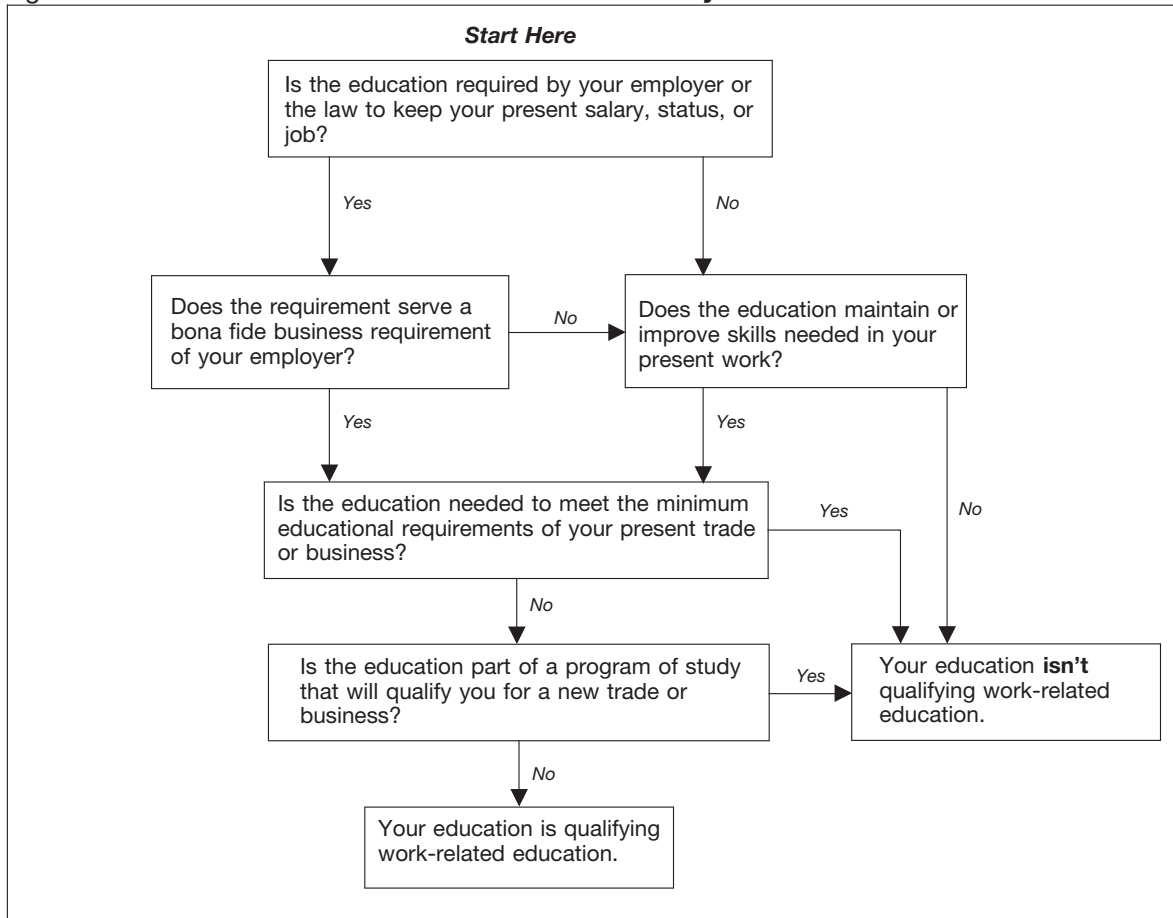 Start Here
Is the education required by your employer or
the law to keep your present salary, status, or
job?
Yes
No
Does the requirement serve a
bona fide business requirement
of your employer?
No
Does the education maintain or
improve skills needed in your
present work?
Yes
Yes
No
Is the education needed to meet the minimum
educational requirements of your present trade
or business?
Yes
No
Is the education part of a program of study
that will qualify you for a new trade or
business?
Yes
Your education isn't
qualifying work-related
education.
No
Your education is qualifying
work-related education.